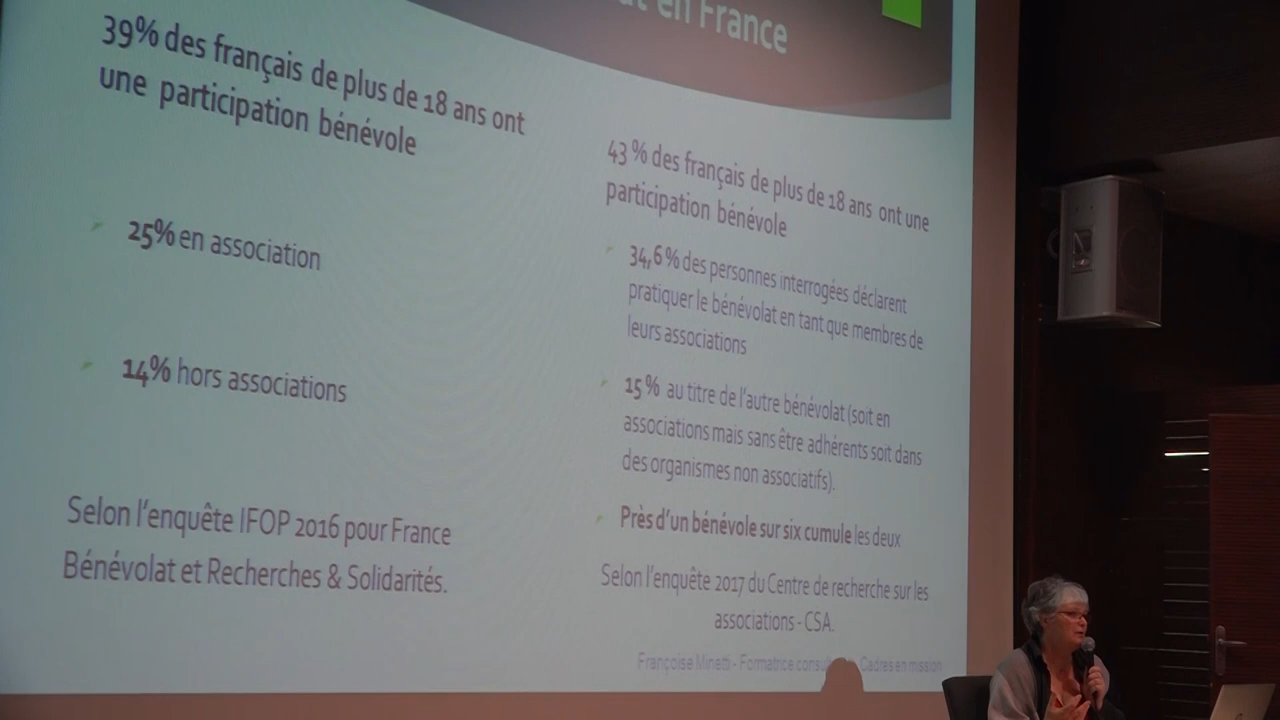 en France
39% des français de plus de 18 ans ont
une participation bénévole
25% en association
14% hors associations
Selon l'enquête IFOP 2016 pour France
Bénévolat et Recherches & Solidarités.
43 % des français de plus de 18 ans ont une
participation bénévole
34,6 % des personnes interrogées déclarent
pratiquer le bénévolat en tant que membres de
leurs associations
15 % au titre de l'autre bénévolat (soit en
associations mais sans être adhérents soit dans
des organismes non associatifs).
Près d'un bénévole sur six cumule les deux
Selon l'enquête 2017 du Centre de recherche sur les
associations - CSA.
Françoise Minetti - Formatrice Cadres en mission